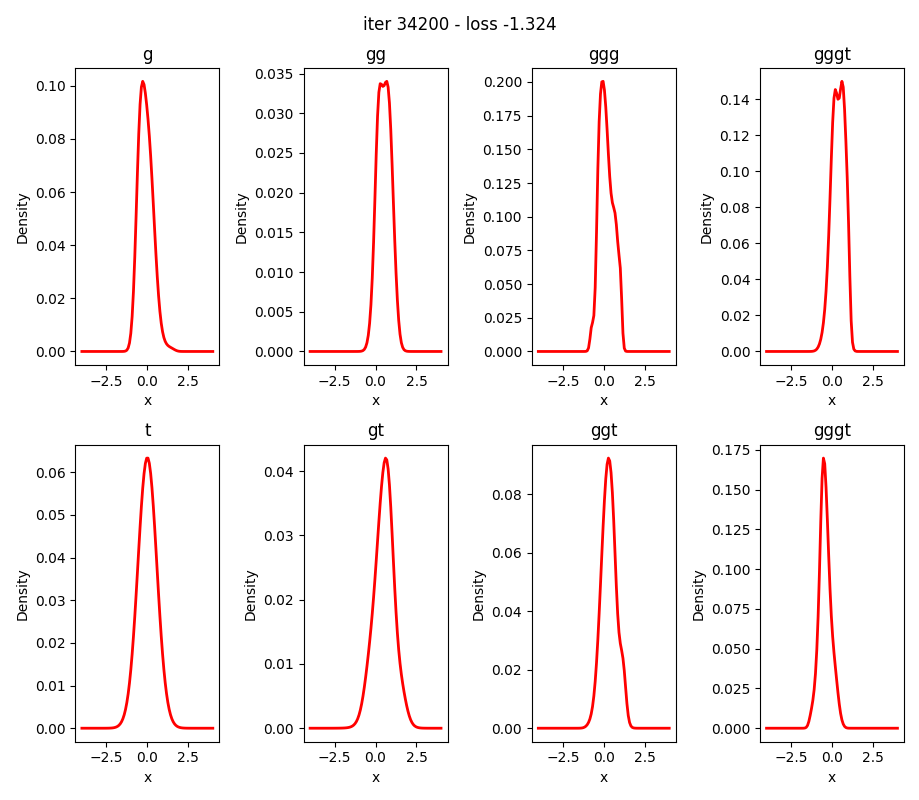 iter 34200 - loss -1.324
g
gg
ggg
gggt
0.10
0.08
0.06
0.04
0.02
0.00
Density
−2.5 0.0 2.5
x
0.035
0.030
0.025
0.020
0.015
0.010
0.005
0.000
Density
−2.5 0.0 2.5
x
0.200
0.175
0.150
0.125
0.100
0.075
0.050
0.025
0.000
Density
−2.5 0.0 2.5
x
0.14
0.12
0.10
0.08
0.06
0.04
0.02
0.00
Density
−2.5 0.0 2.5
x
t
gt
ggt
gggt
0.06
0.05
0.04
0.03
0.02
0.01
0.00
Density
−2.5 0.0 2.5
x
0.04
0.03
0.02
0.01
0.00
Density
−2.5 0.0 2.5
x
0.08
0.06
0.04
0.02
0.00
Density
−2.5 0.0 2.5
x
0.175
0.150
0.125
0.100
0.075
0.050
0.025
0.000
Density
−2.5 0.0 2.5
x